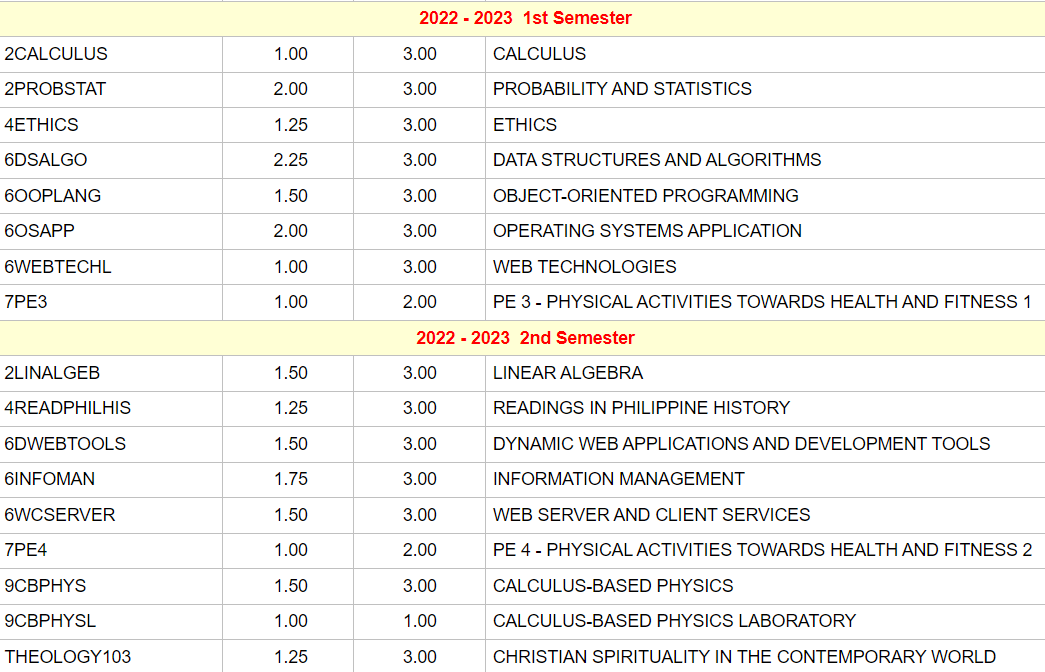 2022 - 2023 1st Semester
2CALCULUS 1.00 3.00 CALCULUS
2PROBSTAT 2.00 3.00 PROBABILITY AND STATISTICS
4ETHICS 1.25 3.00 ETHICS
6DSALGO 2.25 3.00 DATA STRUCTURES AND ALGORITHMS
6OOPLANG 1.50 3.00 OBJECT-ORIENTED PROGRAMMING
6OSAPP 2.00 3.00 OPERATING SYSTEMS APPLICATION
6WEBTECHL 1.00 3.00 WEB TECHNOLOGIES
7PE3 1.00 2.00 PE 3 - PHYSICAL ACTIVITIES TOWARDS HEALTH AND FITNESS 1
2022 - 2023 2nd Semester
2LINALGEB 1.50 3.00 LINEAR ALGEBRA
4READPHILHIS 1.25 3.00 READINGS IN PHILIPPINE HISTORY
6DWEBTOOLS 1.50 3.00 DYNAMIC WEB APPLICATIONS AND DEVELOPMENT TOOLS
6INFOMAN 1.75 3.00 INFORMATION MANAGEMENT
6WCSERVER 1.50 3.00 WEB SERVER AND CLIENT SERVICES
7PE4 1.00 2.00 PE 4 - PHYSICAL ACTIVITIES TOWARDS HEALTH AND FITNESS 2
9CBPHYS 1.50 3.00 CALCULUS-BASED PHYSICS
9CBPHYSL 1.00 1.00 CALCULUS-BASED PHYSICS LABORATORY
THEOLOGY103 1.25 3.00 CHRISTIAN SPIRITUALITY IN THE CONTEMPORARY WORLD